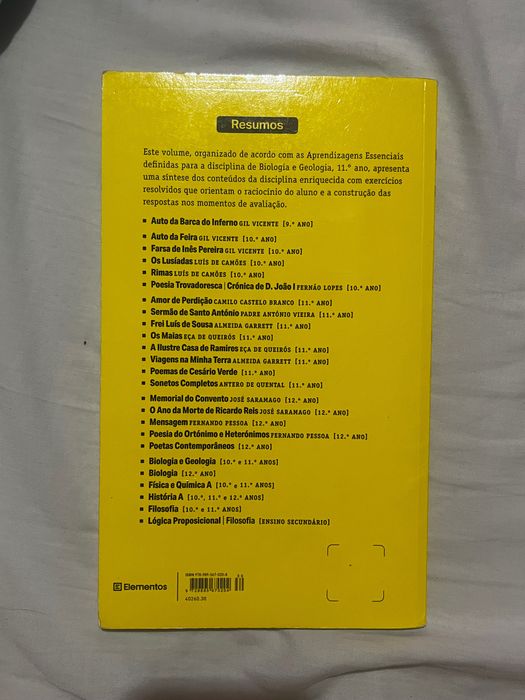 Resumos
Este volume, organizado de acordo com as Aprendizagens Essenciais
definidas para a disciplina de Biologia e Geologia, 11.º ano, apresenta
uma síntese dos conteúdos da disciplina enriquecida com exercícios
resolvidos que orientam o raciocínio do aluno e a construção das
respostas nos momentos de avaliação.
▪ Auto da Barca do Inferno GIL VICENTE [9.º ANO]
▪ Auto da Feira GIL VICENTE [10.º ANO]
▪ Farsa de Inês Pereira GIL VICENTE [10.º ANO]
▪ Os Lusíadas LUÍS DE CAMÕES [10.º ANO]
▪ Rimas LUÍS DE CAMÕES [10.º ANO]
▪ Poesia Trovadoresca | Crónica de D. João I FERNÃO LOPES [10.º ANO]
▪ Amor de Perdição CAMILO CASTELO BRANCO [11.º ANO]
▪ Sermão de Santo António PADRE ANTÓNIO VIEIRA [11.º ANO]
▪ Frei Luís de Sousa ALMEIDA GARRETT [11.º ANO]
▪ Os Maias EÇA DE QUEIRÓS [11.º ANO]
▪ A Ilustre Casa de Ramires EÇA DE QUEIRÓS [11.º ANO]
▪ Viagens na Minha Terra ALMEIDA GARRETT [11.º ANO]
▪ Poemas de Cesário Verde [11.º ANO]
▪ Sonetos Completos ANTERO DE QUENTAL [11.º ANO]
▪ Memorial do Convento JOSÉ SARAMAGO [12.º ANO]
▪ O Ano da Morte de Ricardo Reis JOSÉ SARAMAGO [12.º ANO]
▪ Mensagem FERNANDO PESSOA [12.º ANO]
▪ Poesia do Ortónimo e Heterónimos FERNANDO PESSOA [12.º ANO]
▪ Poetas Contemporâneos [12.º ANO]
▪ Biologia e Geologia [10.º e 11.º ANOS]
▪ Biologia [12.º ANO]
▪ Física e Química A [10.º e 11.º ANOS]
▪ História A [10.º, 11.º e 12.º ANOS]
▪ Filosofia [10.º e 11.º ANOS]
▪ Lógica Proposicional | Filosofia [ENSINO SECUNDÁRIO]
Elementos
ISBN
40260.30